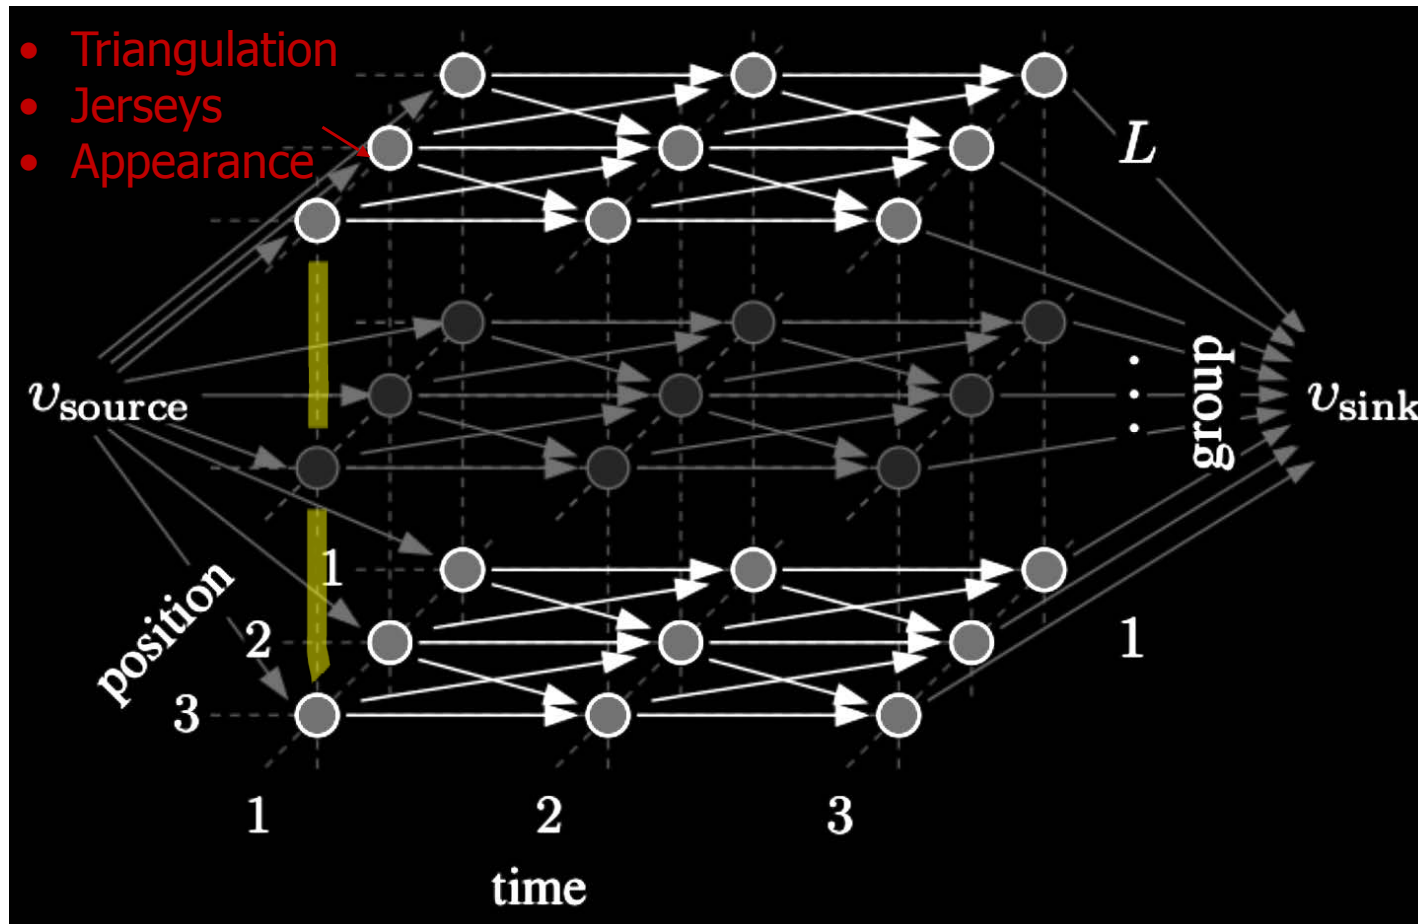 • Triangulation
• Jerseys
• Appearance
L
v_source
group
v_sink
position
1
2
3
1
1 2 3
time